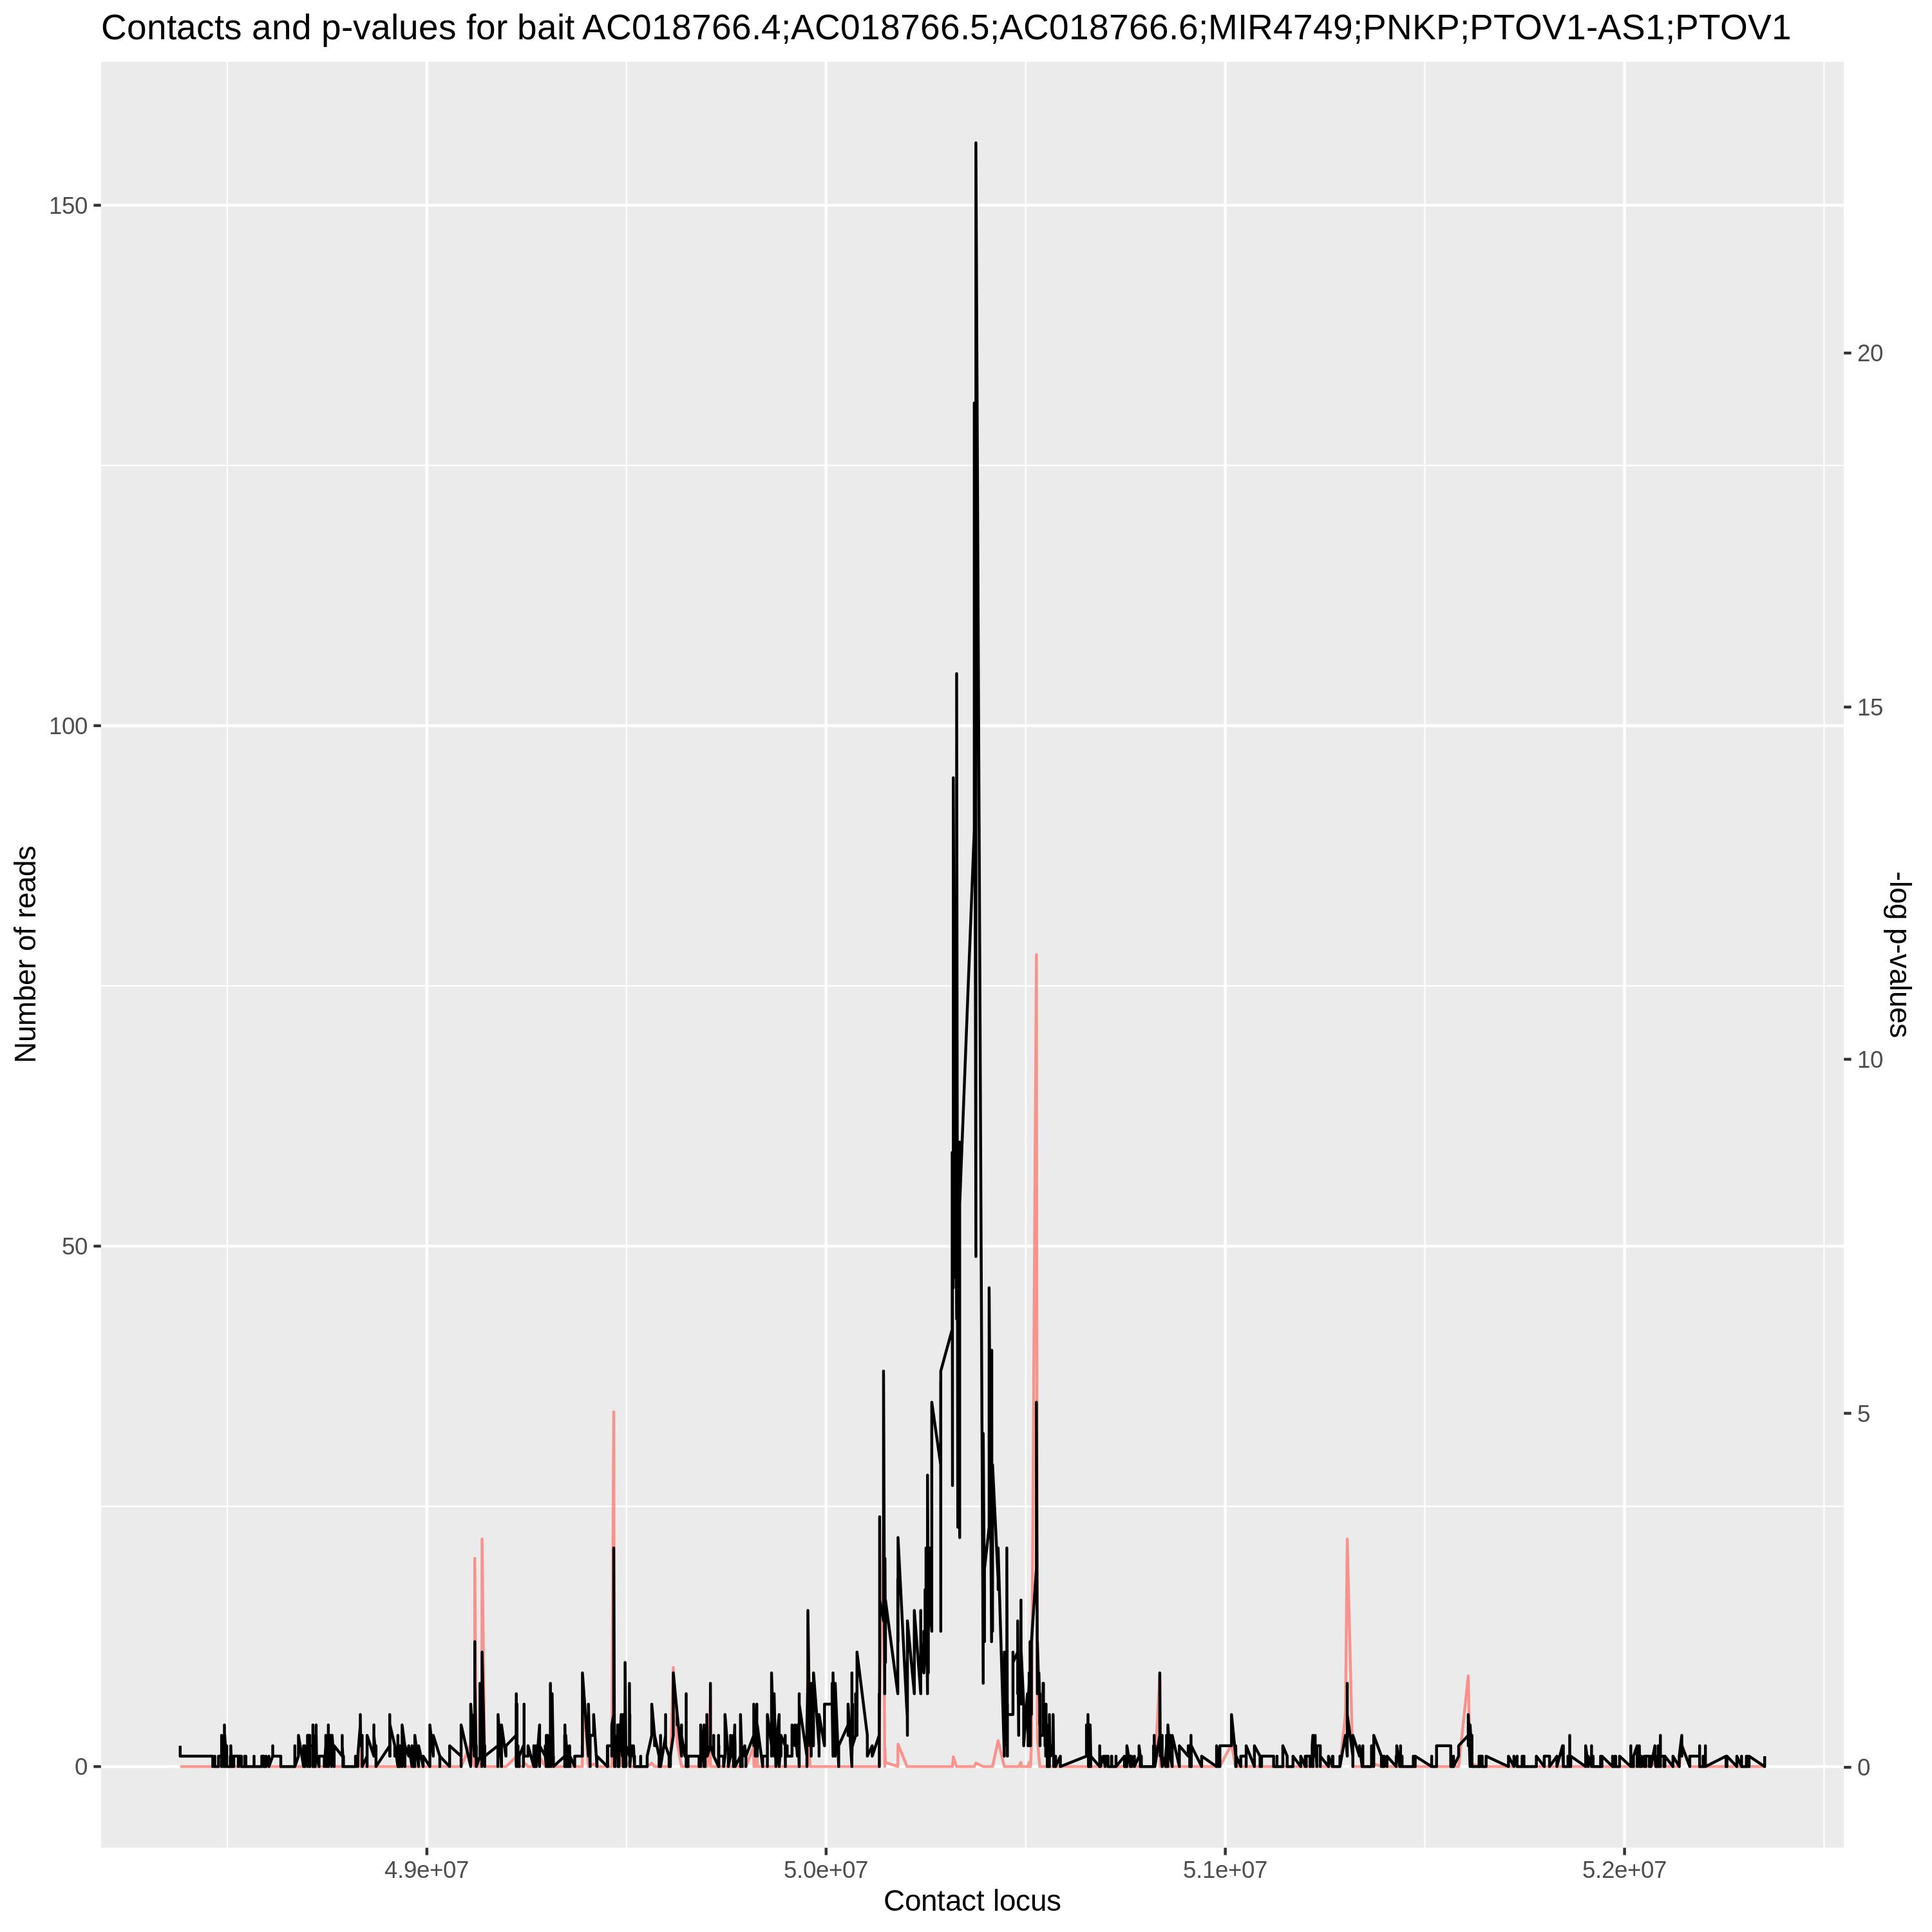 Contacts and p-values for bait AC018766.4;AC018766.5;AC018766.6;MIR4749;PNKP;PTOV1-AS1;PTOV1
150
100
50
0
Number of reads
20
15
10
5
0
-log p-values
4.9e+07
5.0e+07
5.1e+07
5.2e+07
Contact locus